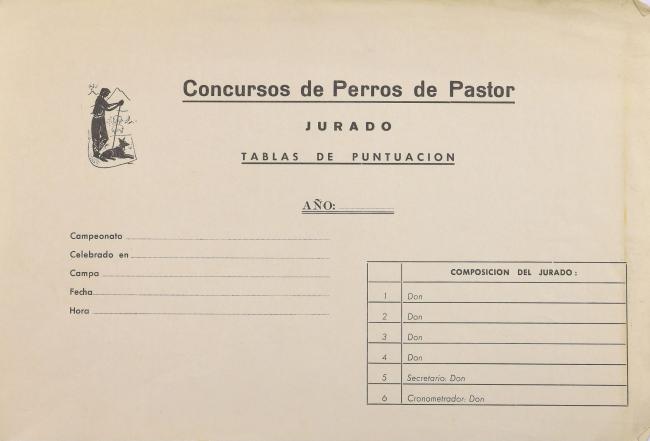 Concursos de Perros de Pastor
JURADO
TABLAS DE PUNTUACION
AÑO:
Campeonato
Celebrado en
Campa
Fecha
Hora
COMPOSICION DEL JURADO:
1 Don
2 Don
3 Don
4 Don
5 Secretario: Don
6 Cronometrador: Don